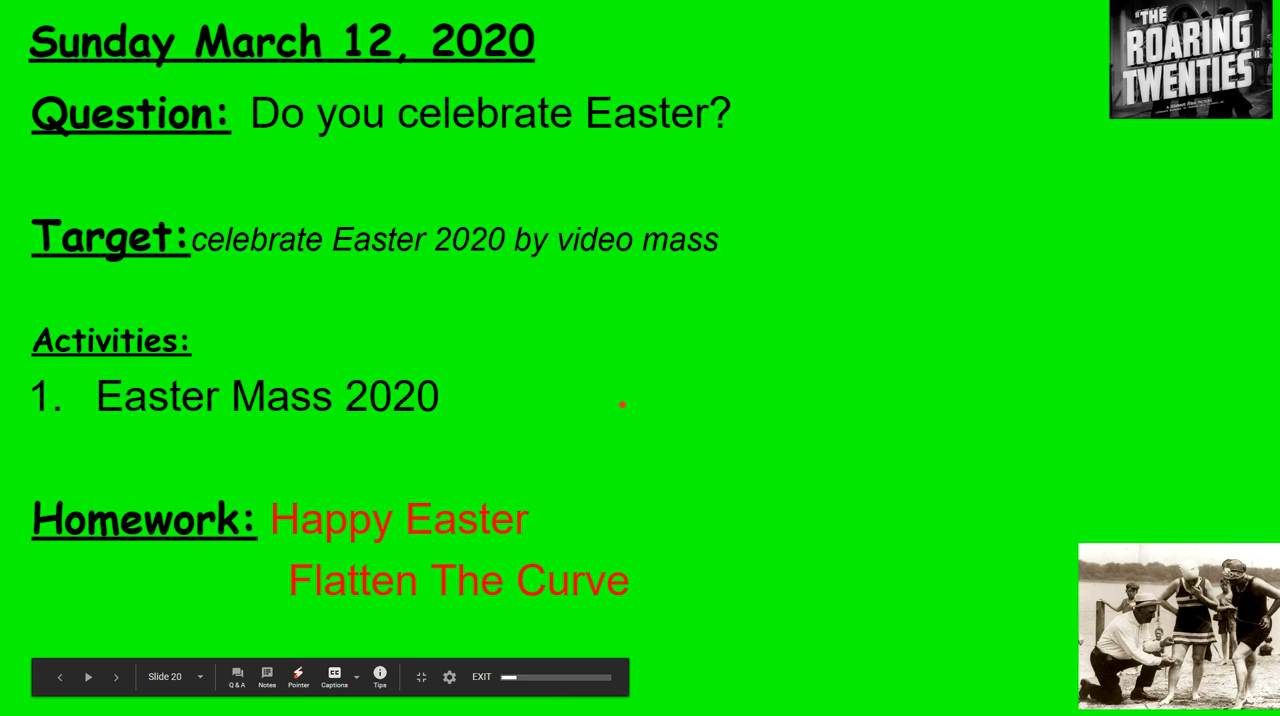 Sunday March 12, 2020
"THE
ROARING
TWENTIES"
Question: Do you celebrate Easter?
Target:celebrate Easter 2020 by video mass
Activities:
1. Easter Mass 2020
Homework: Happy Easter
Flatten The Curve
Slide 20
Q & A
Notes
Pointer
Captions
Tips
EXIT